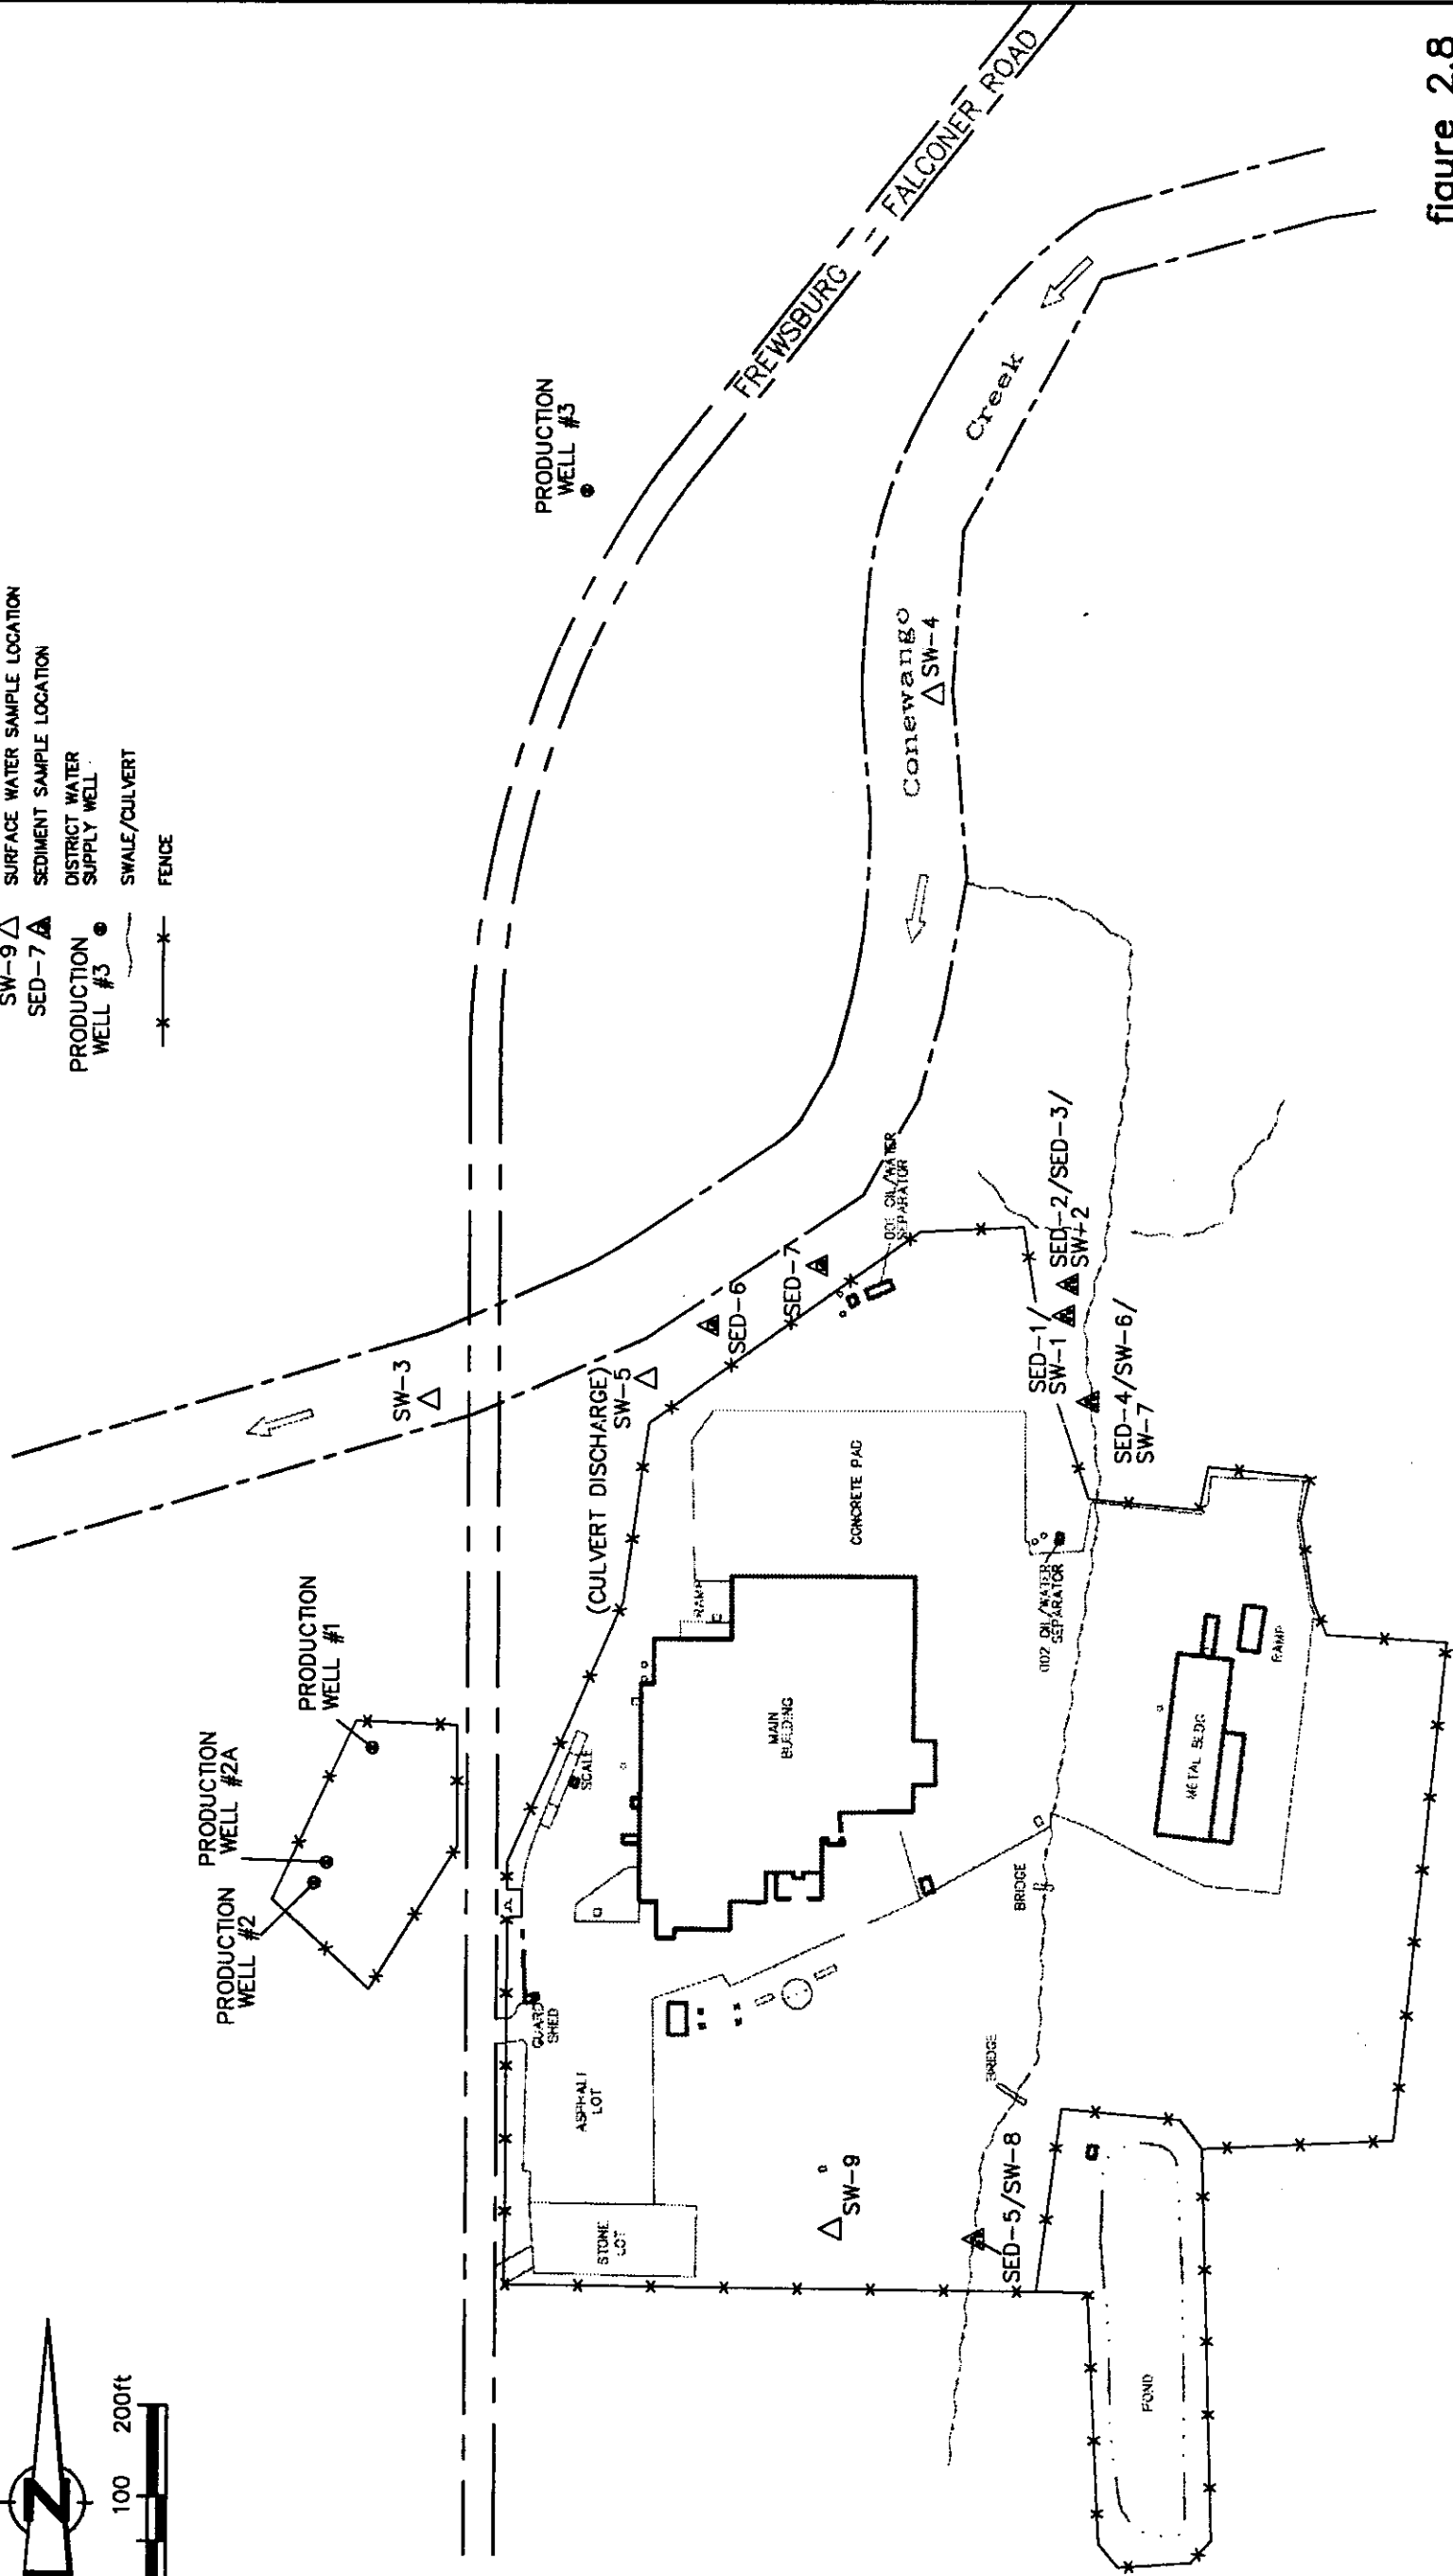 SW-9
SURFACE WATER SAMPLE LOCATION
SED-7
SEDIMENT SAMPLE LOCATION
PRODUCTION
WELL #3
DISTRICT WATER
SUPPLY WELL
SWALE/CULVERT
FENCE
N
100
200ft
PRODUCTION
WELL #2
PRODUCTION
WELL #2A
PRODUCTION
WELL #1
SW-3
PRODUCTION
WELL #3
FREWSBURG - FALCONER ROAD
Conewango
Creek
SW-4
(CULVERT DISCHARGE)
SW-5
SED-6
SED-7
001 OIL/WATER
SEPARATOR
GUARD
SHED
ASPHALT
LOT
STONE
LOT
SCALE
RAMP
MAIN
BUILDING
CONCRETE PAD
SW-9
SED-5/SW-8
BRIDGE
BRIDGE
002 OIL/WATER
SEPARATOR
SED-1/
SW-1
SED-2/SED-3/
SW-2
SED-4/SW-6/
SW-7
METAL BLDG
RAMP
POND
figure 2.8